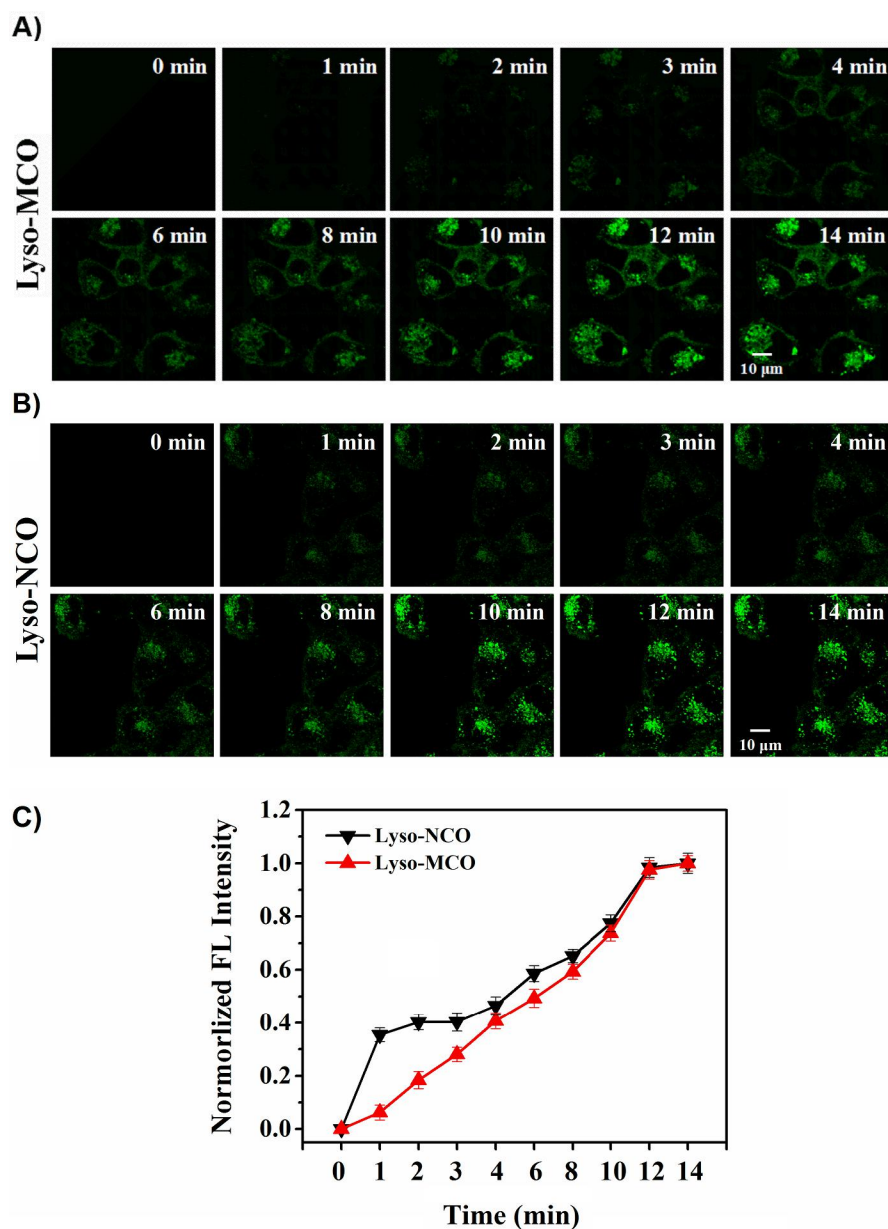 A)
Lyso-MCO
0 min 1 min 2 min 3 min 4 min
6 min 8 min 10 min 12 min 14 min
10 μm
B)
Lyso-NCO
0 min 1 min 2 min 3 min 4 min
6 min 8 min 10 min 12 min 14 min
10 μm
C)
Normorlized FL Intensity
1.2
1.0
0.8
0.6
0.4
0.2
0.0
Lyso-NCO
Lyso-MCO
0 1 2 3 4 6 8 10 12 14
Time (min)